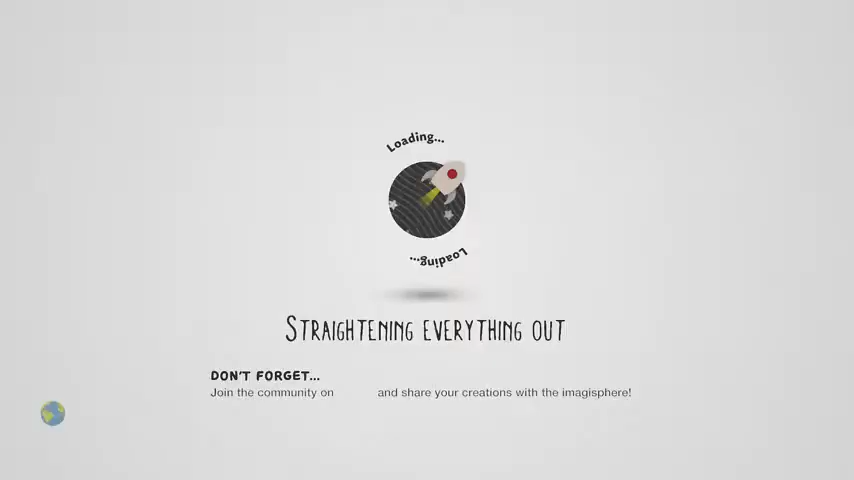 Loading...
Loading...
STRAIGHTENING EVERYTHING OUT
DON'T FORGET...
Join the community on and share your creations with the imagisphere!